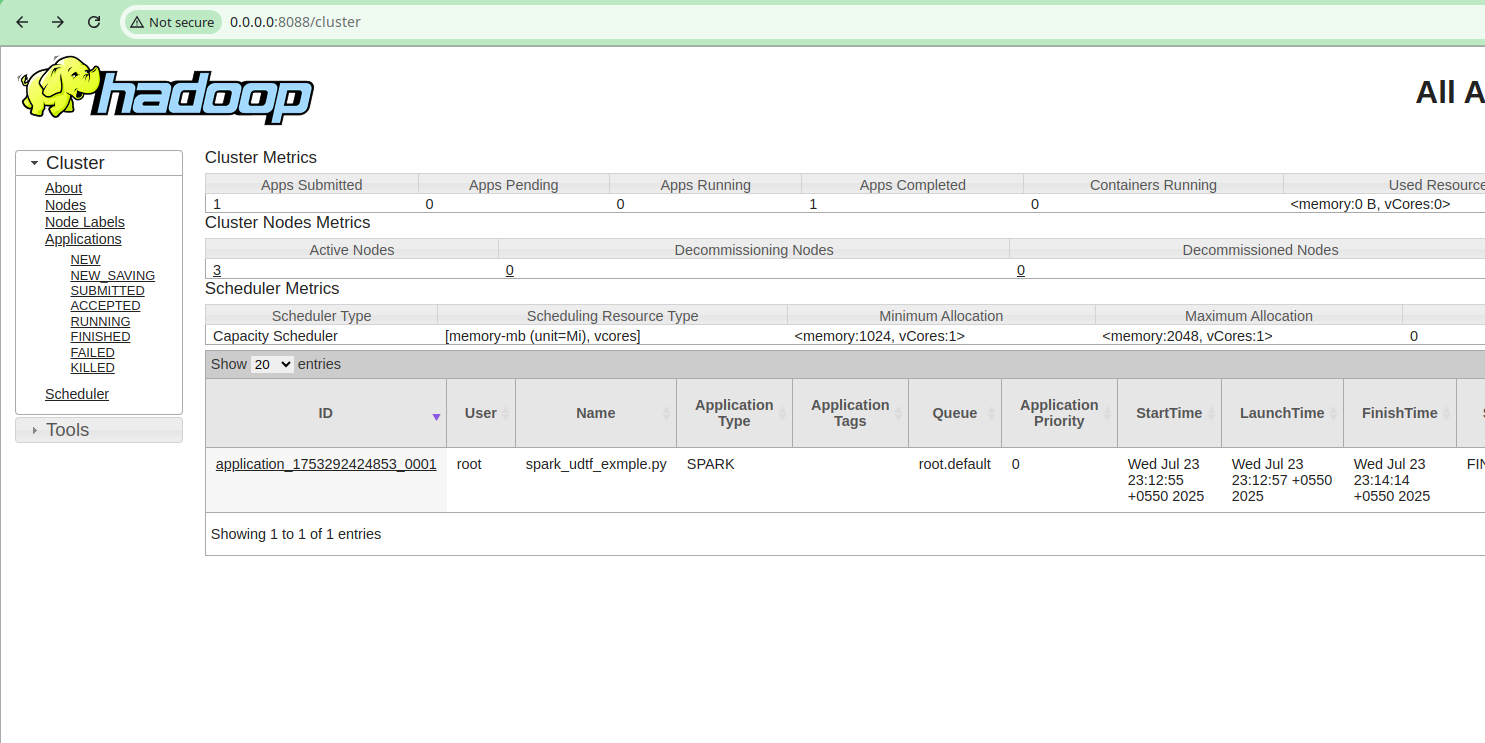 Not secure 0.0.0.0:8088/cluster
hadoop
All A
Cluster
About
Nodes
Node Labels
Applications
NEW
NEW_SAVING
SUBMITTED
ACCEPTED
RUNNING
FINISHED
FAILED
KILLED
Scheduler
Tools
Cluster Metrics
Apps Submitted Apps Pending Apps Running Apps Completed Containers Running Used Resource
1 0 0 1 0 <memory:0 B, vCores:0>
Cluster Nodes Metrics
Active Nodes Decommissioning Nodes Decommissioned Nodes
3 0 0
Scheduler Metrics
Scheduler Type Scheduling Resource Type Minimum Allocation Maximum Allocation
Capacity Scheduler [memory-mb (unit=Mi), vcores] <memory:1024, vCores:1> <memory:2048, vCores:1> 0
Show 20 entries
ID User Name Application Type Application Tags Queue Application Priority StartTime LaunchTime FinishTime
application_1753292424853_0001 root spark_udtf_exmple.py SPARK root.default 0 Wed Jul 23 23:12:55 +0550 2025 Wed Jul 23 23:12:57 +0550 2025 Wed Jul 23 23:14:14 +0550 2025 FIN
Showing 1 to 1 of 1 entries